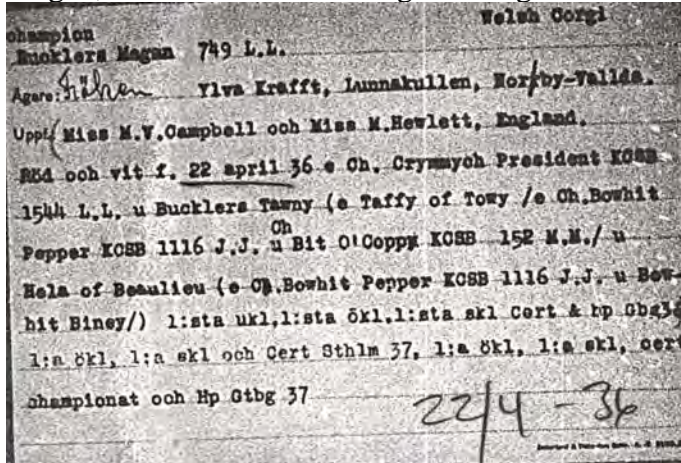 Welsh Corgi
champion
Bucklers Megan 749 L.L.
Ägare: Fröken Ylva Krafft, Lunnakullen, Norrby-Vallda.
Uppf Miss M.V.Campbell och Miss M.Hewlett, England.
Röd och vit f. 22 april 36 e Ch. Crymmych President KCSB
1544 L.L. u Bucklers Tawny (e Taffy of Towy /e Ch.Bowhit
Pepper KCSB 1116 J.J. u Ch Bit O'Coppy KCSB 152 M.M./ u
Hela of Beaulieu (e Ch.Bowhit Pepper KCSB 1116 J.J. u Bow-
hit Biney/) 1:sta ukl,1:sta ökl,1:sta skl Cert & hp Gbg36
1:a ökl, 1:a skl och Cert Sthlm 37, 1:a ökl, 1:a skl, cert
championat och Hp Gtbg 37
22/4 - 36